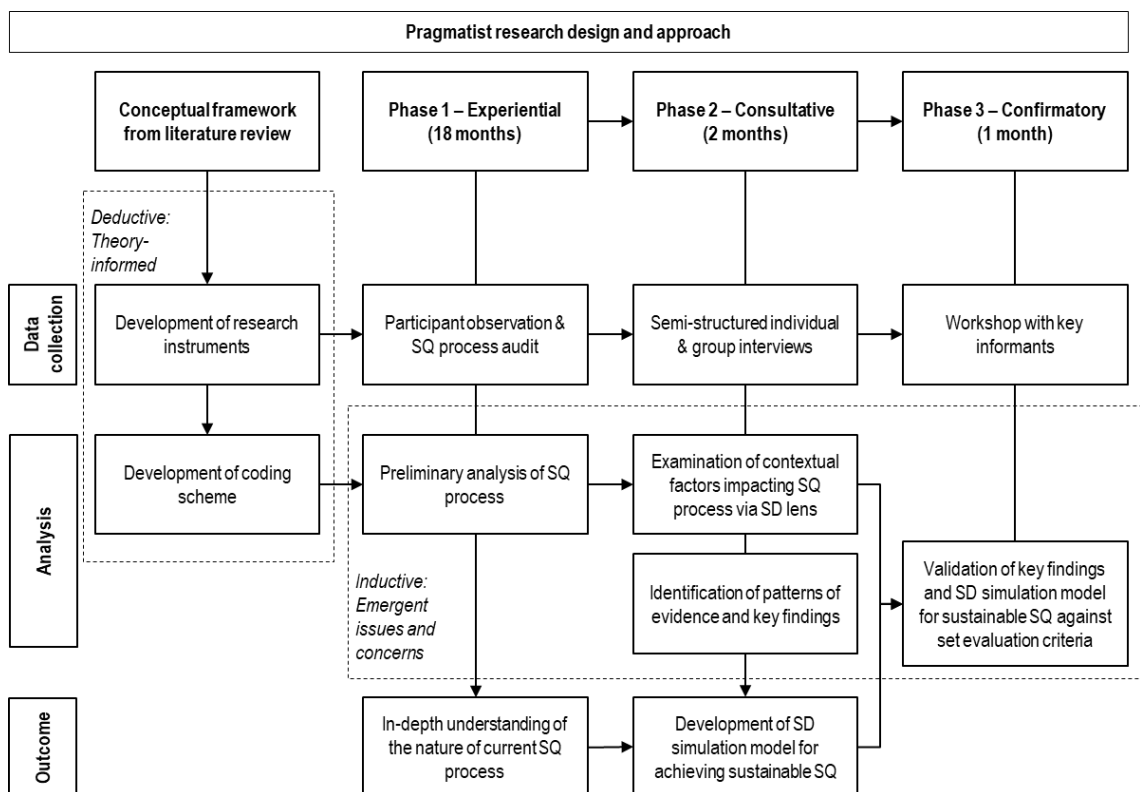 Pragmatist research design and approach
Conceptual framework
from literature review
Phase 1 – Experiential
(18 months)
Phase 2 – Consultative
(2 months)
Phase 3 – Confirmatory
(1 month)
Deductive:
Theory-
informed
Data
collection
Development of research
instruments
Participant observation &
SQ process audit
Semi-structured individual
& group interviews
Workshop with key
informants
Analysis
Development of coding
scheme
Preliminary analysis of SQ
process
Examination of contextual
factors impacting SQ
process via SD lens
Inductive:
Emergent
issues and
concerns
Identification of patterns of
evidence and key findings
Validation of key findings
and SD simulation model
for sustainable SQ against
set evaluation criteria
Outcome
In-depth understanding of
the nature of current SQ
process
Development of SD
simulation model for
achieving sustainable SQ